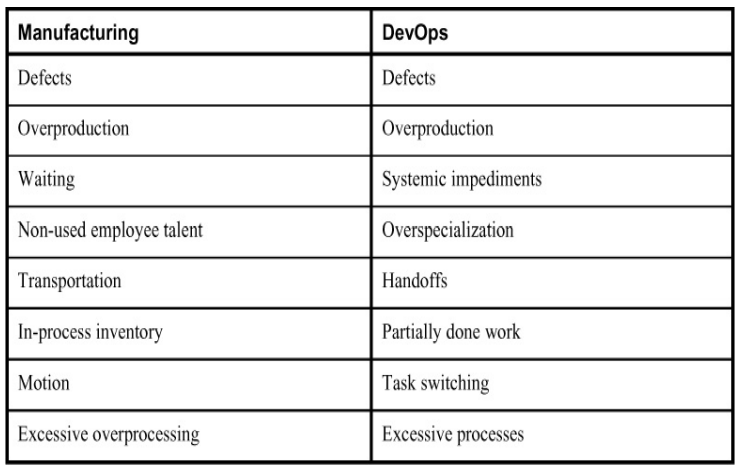 Manufacturing DevOps
Defects Defects
Overproduction Overproduction
Waiting Systemic impediments
Non-used employee talent Overspecialization
Transportation Handoffs
In-process inventory Partially done work
Motion Task switching
Excessive overprocessing Excessive processes